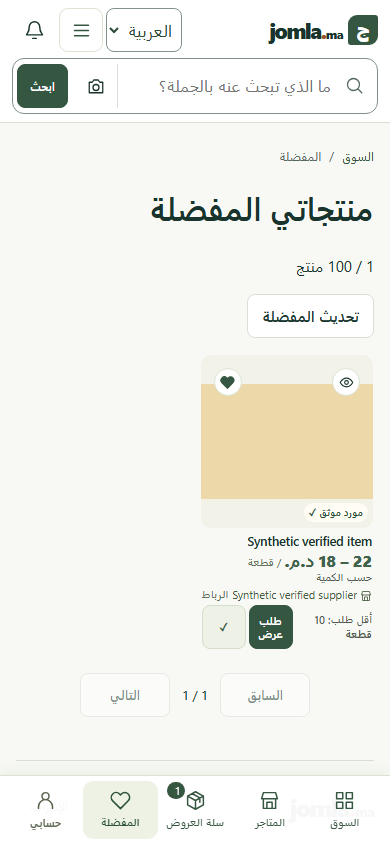 ج jomla.ma
العربية
ما الذي تبحث عنه بالجملة؟
ابحث
السوق / المفضلة
منتجاتي المفضلة
1 / 100 منتج
تحديث المفضلة
مورد موثق ✓
Synthetic verified item
18 – 22 د.م. / قطعة
حسب الكمية
Synthetic verified supplier الرباط
أقل طلب: 10 قطعة
طلب عرض
✓
السابق
1 / 1
التالي
السوق
المتاجر
1
سلة العروض
المفضلة
حسابي